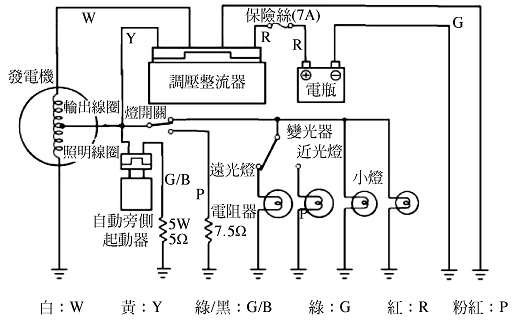 保險絲(7A)
W
G
Y
R
R
發電機
調壓整流器
電瓶
輸出線圈
燈開關
照明線圈
變光器
遠光燈
近光燈
G/B
P
小燈
電阻器
P
自動旁側
起動器
5W
5Ω
7.5Ω
白：W 黃：Y 綠/黑：G/B 綠：G 紅：R 粉紅：P